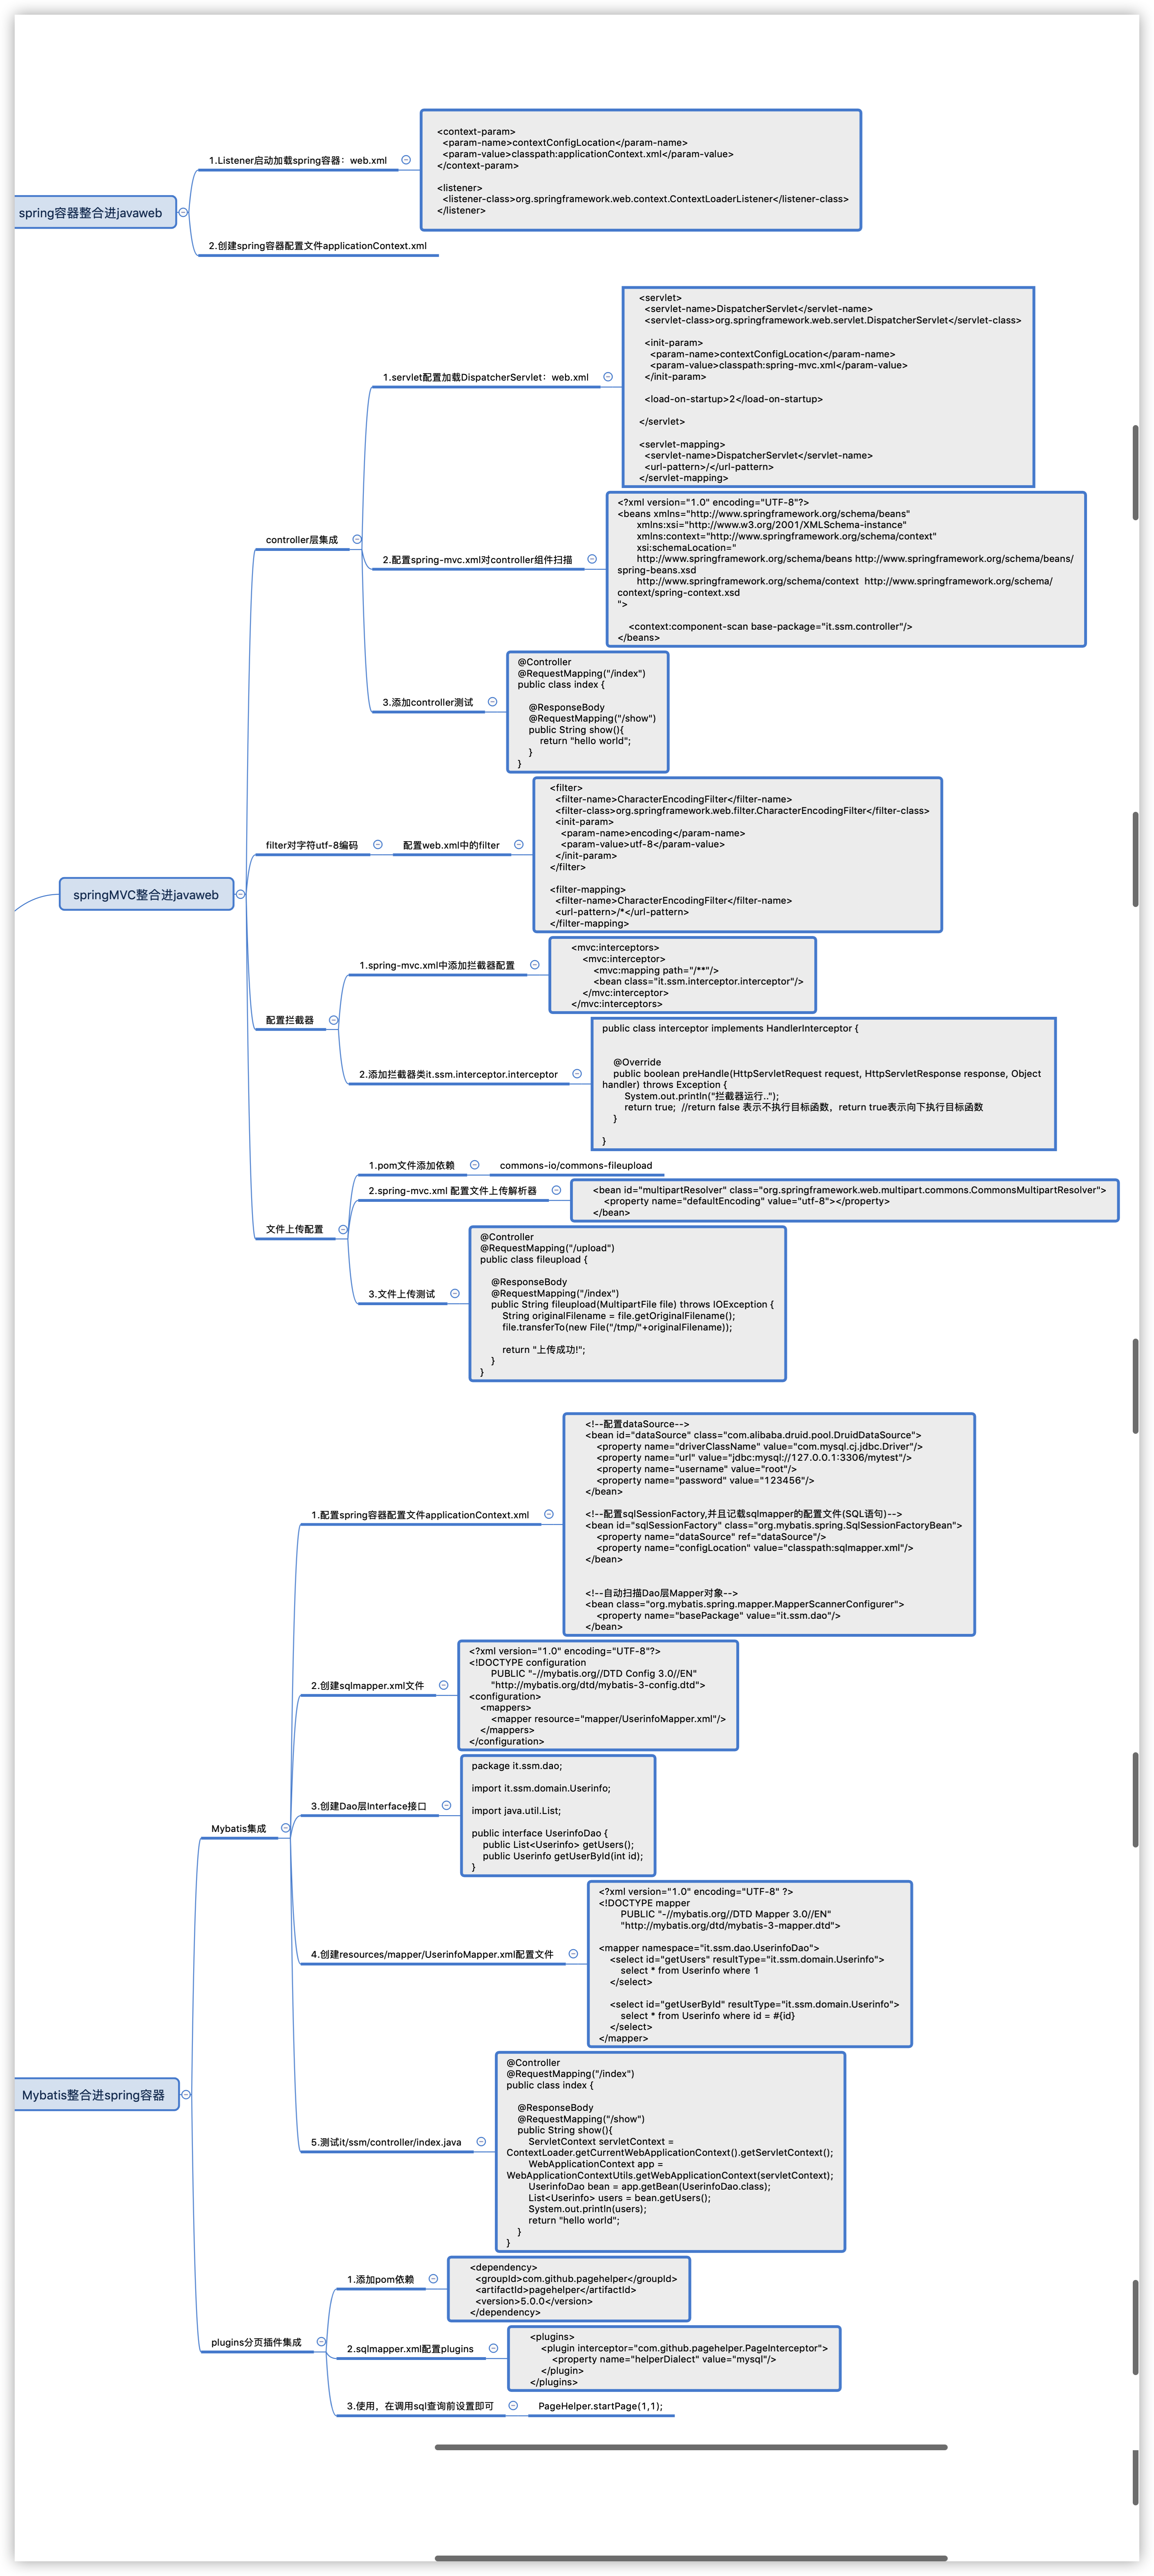 spring容器整合进javaweb
1.Listener启动加载spring容器：web.xml
<context-param>
<param-name>contextConfigLocation</param-name>
<param-value>classpath:applicationContext.xml</param-value>
</context-param>
<listener>
<listener-class>org.springframework.web.context.ContextLoaderListener</listener-class>
</listener>
2.创建spring容器配置文件applicationContext.xml
springMVC整合进javaweb
controller层集成
1.servlet配置加载DispatcherServlet：web.xml
<servlet>
<servlet-name>DispatcherServlet</servlet-name>
<servlet-class>org.springframework.web.servlet.DispatcherServlet</servlet-class>
<init-param>
<param-name>contextConfigLocation</param-name>
<param-value>classpath:spring-mvc.xml</param-value>
</init-param>
<load-on-startup>2</load-on-startup>
</servlet>
<servlet-mapping>
<servlet-name>DispatcherServlet</servlet-name>
<url-pattern>/</url-pattern>
</servlet-mapping>
2.配置spring-mvc.xml对controller组件扫描
<?xml version="1.0" encoding="UTF-8"?>
<beans xmlns="http://www.springframework.org/schema/beans"
xmlns:xsi="http://www.w3.org/2001/XMLSchema-instance"
xmlns:context="http://www.springframework.org/schema/context"
xsi:schemaLocation="
http://www.springframework.org/schema/beans http://www.springframework.org/schema/beans/
spring-beans.xsd
http://www.springframework.org/schema/context  http://www.springframework.org/schema/
context/spring-context.xsd
">
<context:component-scan base-package="it.ssm.controller"/>
</beans>
3.添加controller测试
@Controller
@RequestMapping("/index")
public class index {
@ResponseBody
@RequestMapping("/show")
public String show(){
return "hello world";
}
}
filter对字符utf-8编码
配置web.xml中的filter
<filter>
<filter-name>CharacterEncodingFilter</filter-name>
<filter-class>org.springframework.web.filter.CharacterEncodingFilter</filter-class>
<init-param>
<param-name>encoding</param-name>
<param-value>utf-8</param-value>
</init-param>
</filter>
<filter-mapping>
<filter-name>CharacterEncodingFilter</filter-name>
<url-pattern>/*</url-pattern>
</filter-mapping>
配置拦截器
1.spring-mvc.xml中添加拦截器配置
<mvc:interceptors>
<mvc:interceptor>
<mvc:mapping path="/**"/>
<bean class="it.ssm.interceptor.interceptor"/>
</mvc:interceptor>
</mvc:interceptors>
2.添加拦截器类it.ssm.interceptor.interceptor
public class interceptor implements HandlerInterceptor {
@Override
public boolean preHandle(HttpServletRequest request, HttpServletResponse response, Object
handler) throws Exception {
System.out.println("拦截器运行..");
return true;  //return false 表示不执行目标函数，return true表示向下执行目标函数
}
}
文件上传配置
1.pom文件添加依赖
commons-io/commons-fileupload
2.spring-mvc.xml 配置文件上传解析器
<bean id="multipartResolver" class="org.springframework.web.multipart.commons.CommonsMultipartResolver">
<property name="defaultEncoding" value="utf-8"></property>
</bean>
3.文件上传测试
@Controller
@RequestMapping("/upload")
public class fileupload {
@ResponseBody
@RequestMapping("/index")
public String fileupload(MultipartFile file) throws IOException {
String originalFilename = file.getOriginalFilename();
file.transferTo(new File("/tmp/"+originalFilename));
return "上传成功!";
}
}
Mybatis整合进spring容器
Mybatis集成
1.配置spring容器配置文件applicationContext.xml
<!--配置dataSource-->
<bean id="dataSource" class="com.alibaba.druid.pool.DruidDataSource">
<property name="driverClassName" value="com.mysql.cj.jdbc.Driver"/>
<property name="url" value="jdbc:mysql://127.0.0.1:3306/mytest"/>
<property name="username" value="root"/>
<property name="password" value="123456"/>
</bean>
<!--配置sqlSessionFactory,并且记载sqlmapper的配置文件(SQL语句)-->
<bean id="sqlSessionFactory" class="org.mybatis.spring.SqlSessionFactoryBean">
<property name="dataSource" ref="dataSource"/>
<property name="configLocation" value="classpath:sqlmapper.xml"/>
</bean>
<!--自动扫描Dao层Mapper对象-->
<bean class="org.mybatis.spring.mapper.MapperScannerConfigurer">
<property name="basePackage" value="it.ssm.dao"/>
</bean>
2.创建sqlmapper.xml文件
<?xml version="1.0" encoding="UTF-8"?>
<!DOCTYPE configuration
PUBLIC "-//mybatis.org//DTD Config 3.0//EN"
"http://mybatis.org/dtd/mybatis-3-config.dtd">
<configuration>
<mappers>
<mapper resource="mapper/UserinfoMapper.xml"/>
</mappers>
</configuration>
3.创建Dao层Interface接口
package it.ssm.dao;
import it.ssm.domain.Userinfo;
import java.util.List;
public interface UserinfoDao {
public List<Userinfo> getUsers();
public Userinfo getUserById(int id);
}
4.创建resources/mapper/UserinfoMapper.xml配置文件
<?xml version="1.0" encoding="UTF-8" ?>
<!DOCTYPE mapper
PUBLIC "-//mybatis.org//DTD Mapper 3.0//EN"
"http://mybatis.org/dtd/mybatis-3-mapper.dtd">
<mapper namespace="it.ssm.dao.UserinfoDao">
<select id="getUsers" resultType="it.ssm.domain.Userinfo">
select * from Userinfo where 1
</select>
<select id="getUserById" resultType="it.ssm.domain.Userinfo">
select * from Userinfo where id = #{id}
</select>
</mapper>
5.测试it/ssm/controller/index.java
@Controller
@RequestMapping("/index")
public class index {
@ResponseBody
@RequestMapping("/show")
public String show(){
ServletContext servletContext =
ContextLoader.getCurrentWebApplicationContext().getServletContext();
WebApplicationContext app =
WebApplicationContextUtils.getWebApplicationContext(servletContext);
UserinfoDao bean = app.getBean(UserinfoDao.class);
List<Userinfo> users = bean.getUsers();
System.out.println(users);
return "hello world";
}
}
plugins分页插件集成
1.添加pom依赖
<dependency>
<groupId>com.github.pagehelper</groupId>
<artifactId>pagehelper</artifactId>
<version>5.0.0</version>
</dependency>
2.sqlmapper.xml配置plugins
<plugins>
<plugin interceptor="com.github.pagehelper.PageInterceptor">
<property name="helperDialect" value="mysql"/>
</plugin>
</plugins>
3.使用，在调用sql查询前设置即可
PageHelper.startPage(1,1);